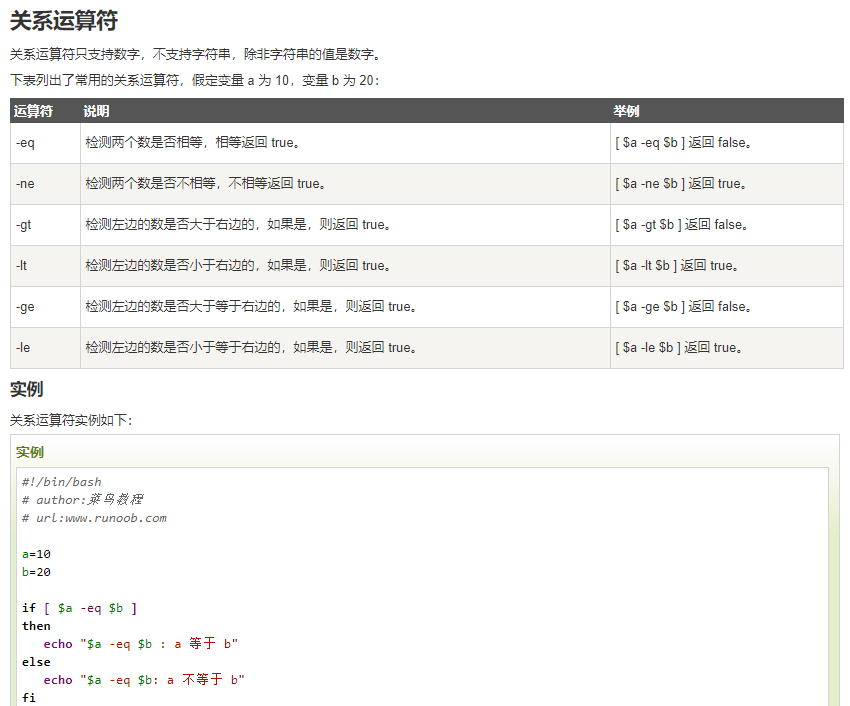 关系运算符
关系运算符只支持数字，不支持字符串，除非字符串的值是数字。
下表列出了常用的关系运算符，假定变量 a 为 10，变量 b 为 20：
运算符 说明 举例
-eq 检测两个数是否相等，相等返回 true。 [ $a -eq $b ] 返回 false。
-ne 检测两个数是否不相等，不相等返回 true。 [ $a -ne $b ] 返回 true。
-gt 检测左边的数是否大于右边的，如果是，则返回 true。 [ $a -gt $b ] 返回 false。
-lt 检测左边的数是否小于右边的，如果是，则返回 true。 [ $a -lt $b ] 返回 true。
-ge 检测左边的数是否大于等于右边的，如果是，则返回 true。 [ $a -ge $b ] 返回 false。
-le 检测左边的数是否小于等于右边的，如果是，则返回 true。 [ $a -le $b ] 返回 true。
实例
关系运算符实例如下：
实例
#!/bin/bash
# author:菜鸟教程
# url:www.runoob.com
a=10
b=20
if [ $a -eq $b ]
then
echo "$a -eq $b : a 等于 b"
else
echo "$a -eq $b: a 不等于 b"
fi